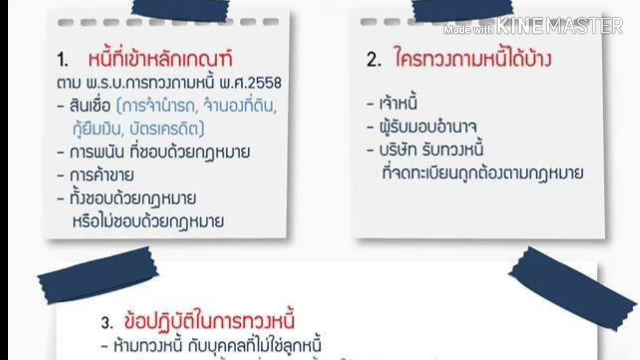 Made with KINEMASTER
1. หนี้ที่เข้าหลักเกณฑ์
ตาม พ.ร.บ.การทวงถามหนี้ พ.ศ.2558
- สินเชื่อ (การจำนำรถ, จำนองที่ดิน,
กู้ยืมเงิน, บัตรเครดิต)
- การพนัน ที่ชอบด้วยกฎหมาย
- การค้าขาย
- ทั้งชอบด้วยกฎหมาย
หรือไม่ชอบด้วยกฎหมาย
2. ใครทวงถามหนี้ได้บ้าง
- เจ้าหนี้
- ผู้รับมอบอำนาจ
- บริษัท รับทวงหนี้
ที่จดทะเบียนถูกต้องตามกฎหมาย
3. ข้อปฏิบัติในการทวงหนี้
- ห้ามทวงหนี้ กับบุคคลที่ไม่ใช่ลูกหนี้